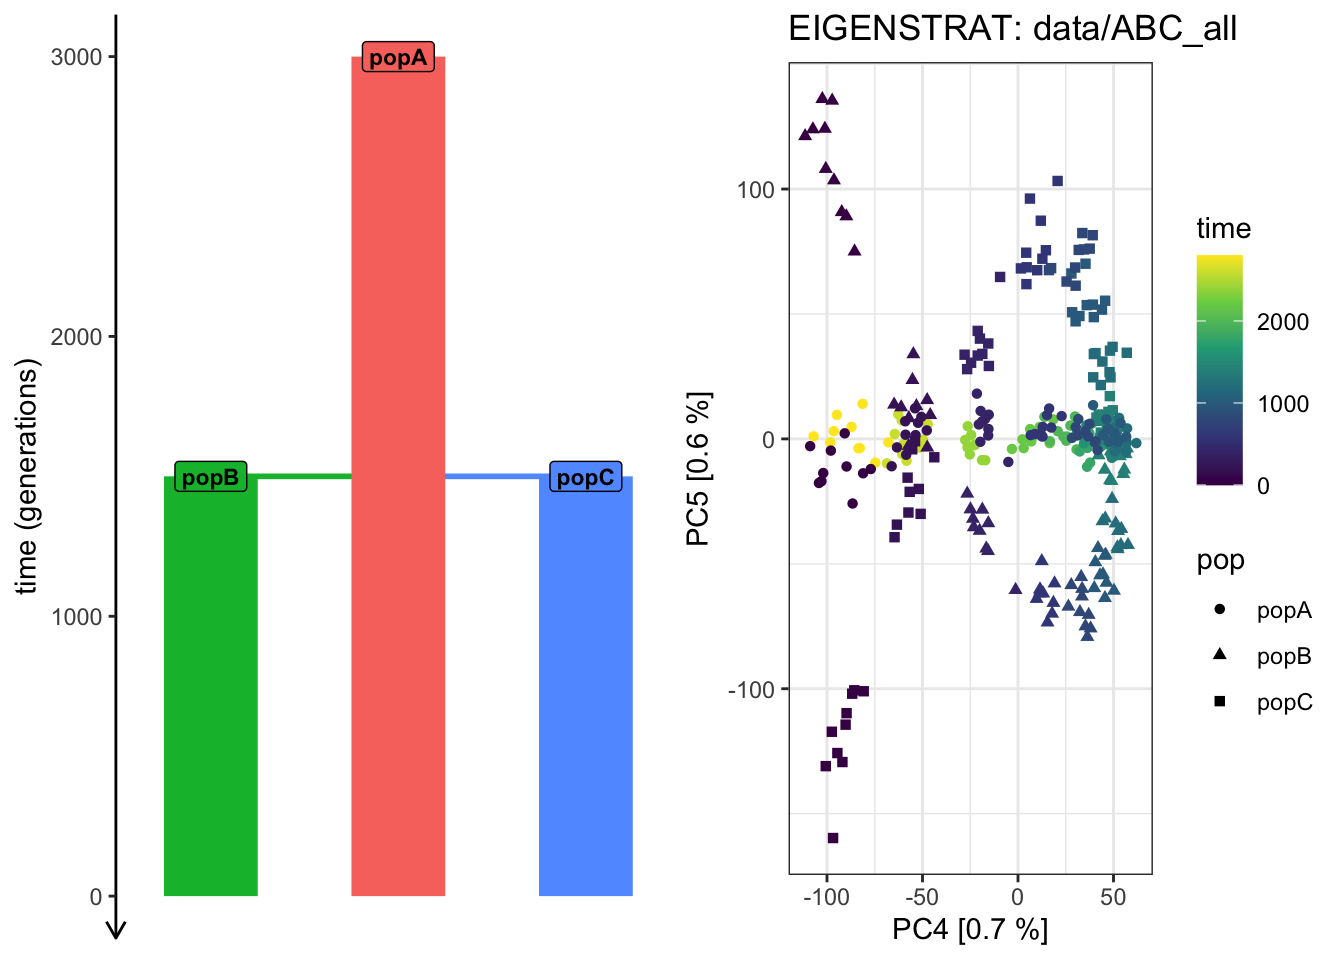 time (generations)
3000
2000
1000
0
popA
popB
popC
EIGENSTRAT: data/ABC_all
PC5 [0.6 %]
100
0
-100
-100
-50
0
50
PC4 [0.7 %]
time
2000
1000
0
pop
popA
popB
popC